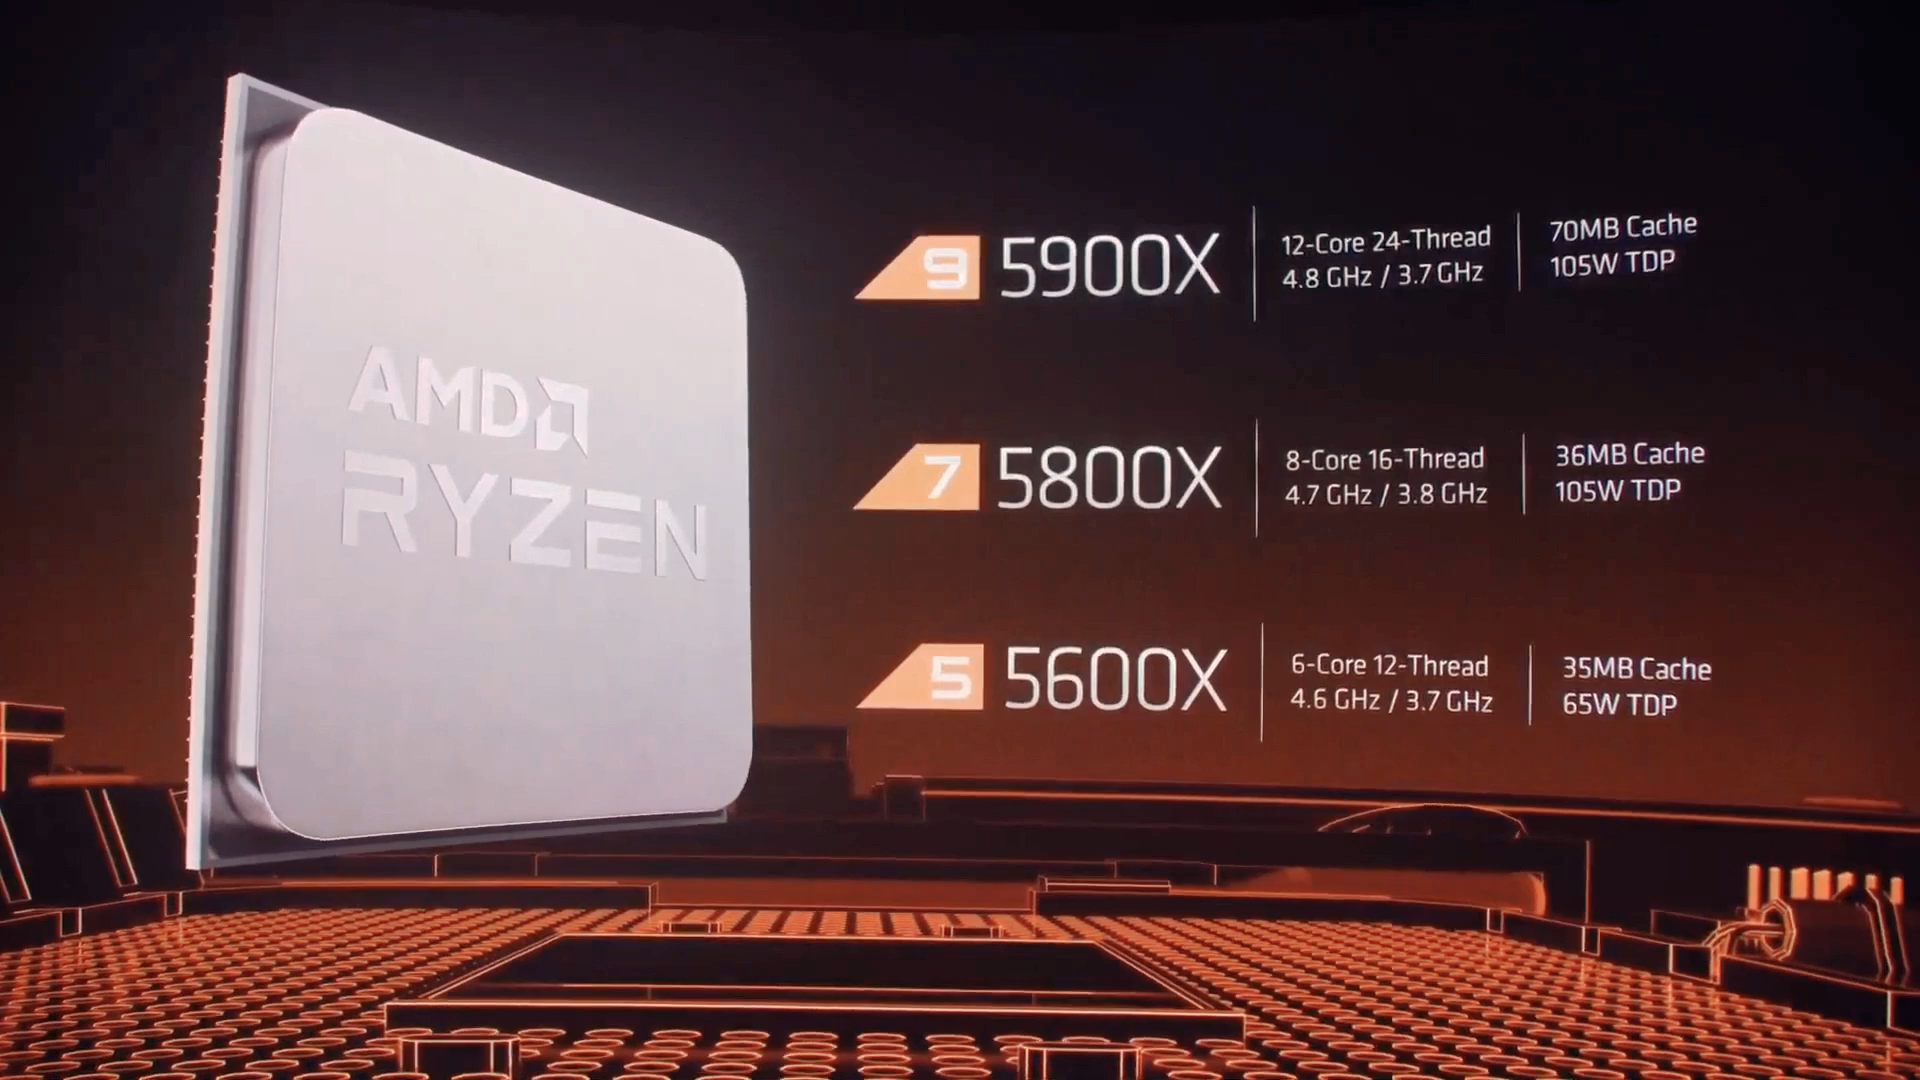 AMD
RYZEN
9 5900X
12-Core 24-Thread
4.8 GHz / 3.7 GHz
70MB Cache
105W TDP
7 5800X
8-Core 16-Thread
4.7 GHz / 3.8 GHz
36MB Cache
105W TDP
5 5600X
6-Core 12-Thread
4.6 GHz / 3.7 GHz
35MB Cache
65W TDP